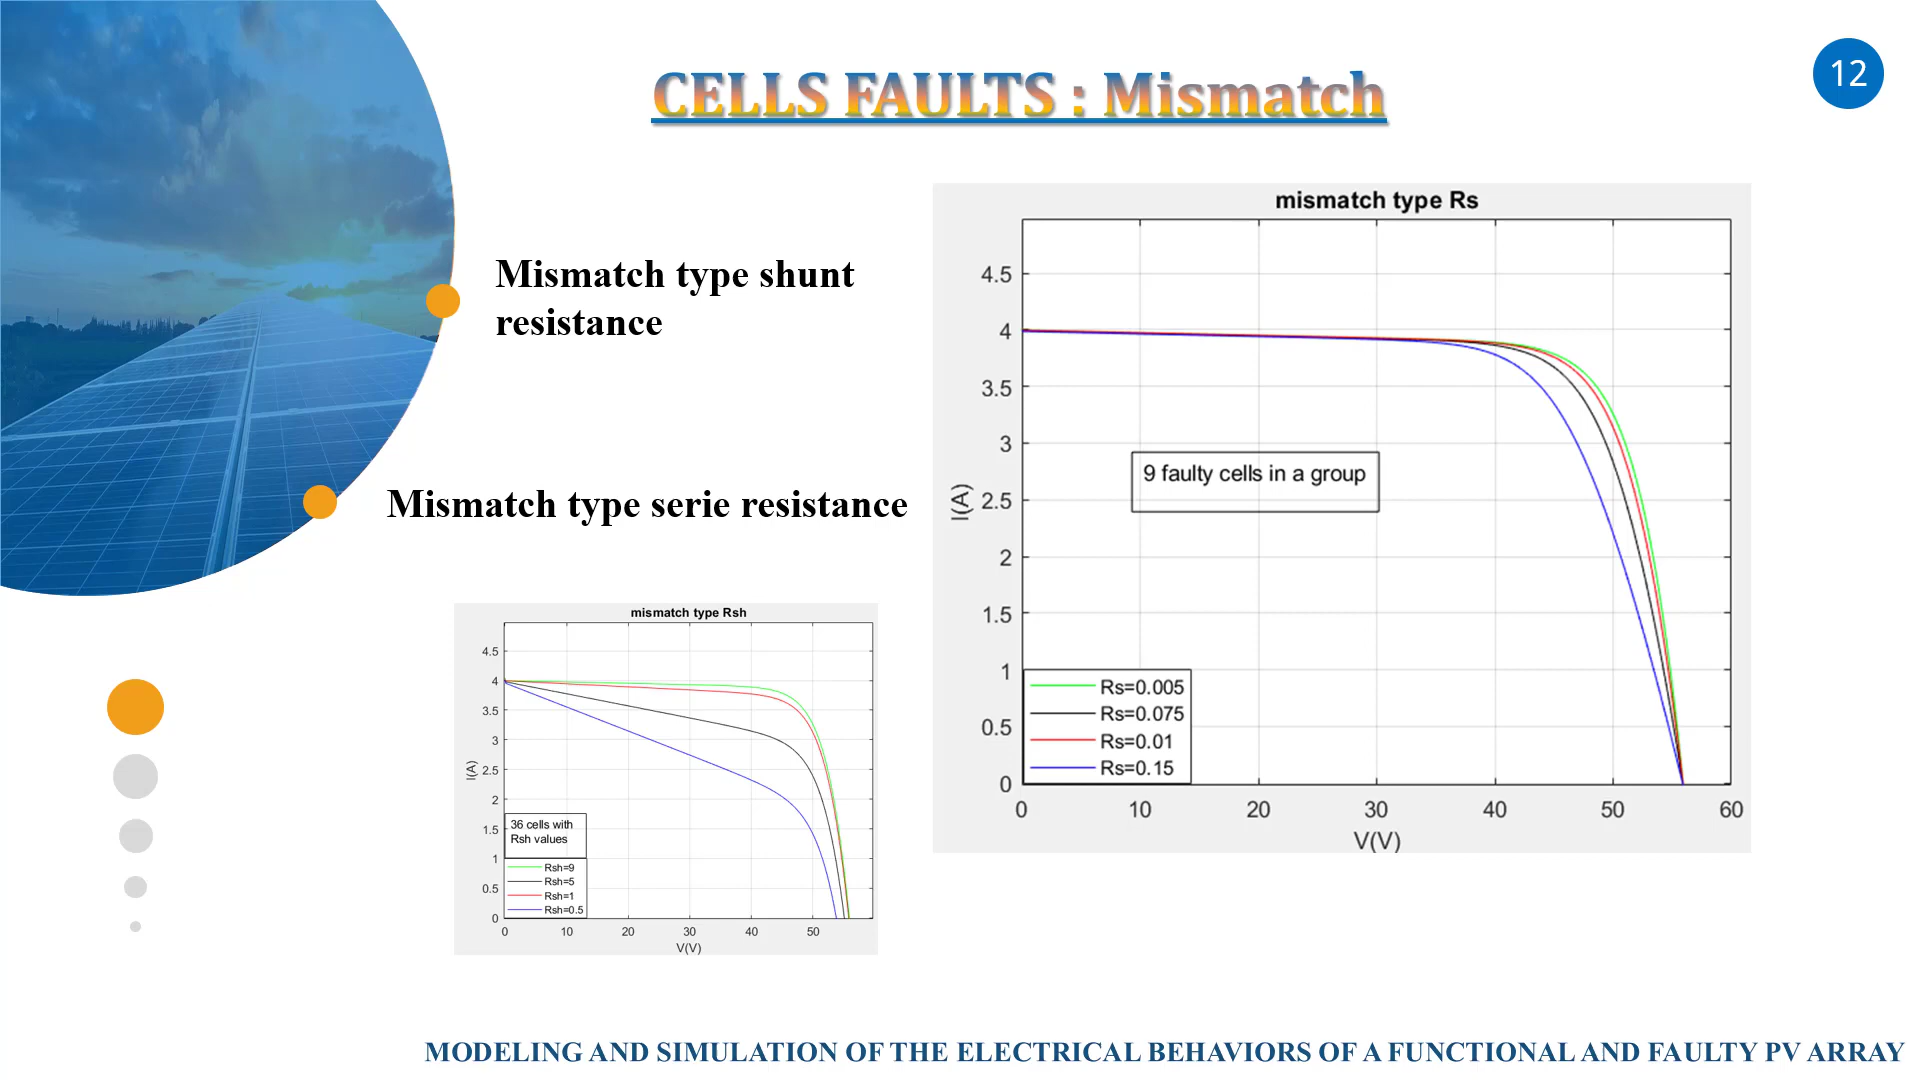 12
CELLS FAULTS : Mismatch
Mismatch type shunt
resistance
Mismatch type serie resistance
mismatch type Rs
4.5
4
3.5
3
2.5
2
1.5
1
0.5
0
I(A)
9 faulty cells in a group
Rs=0.005
Rs=0.075
Rs=0.01
Rs=0.15
0 10 20 30 40 50 60
V(V)
mismatch type Rsh
4.5
4
3.5
3
2.5
2
1.5
1
0.5
0
I(A)
36 cells with
Rsh values
Rsh=9
Rsh=5
Rsh=1
Rsh=0.5
0 10 20 30 40 50
V(V)
MODELING AND SIMULATION OF THE ELECTRICAL BEHAVIORS OF A FUNCTIONAL AND FAULTY PV ARRAY